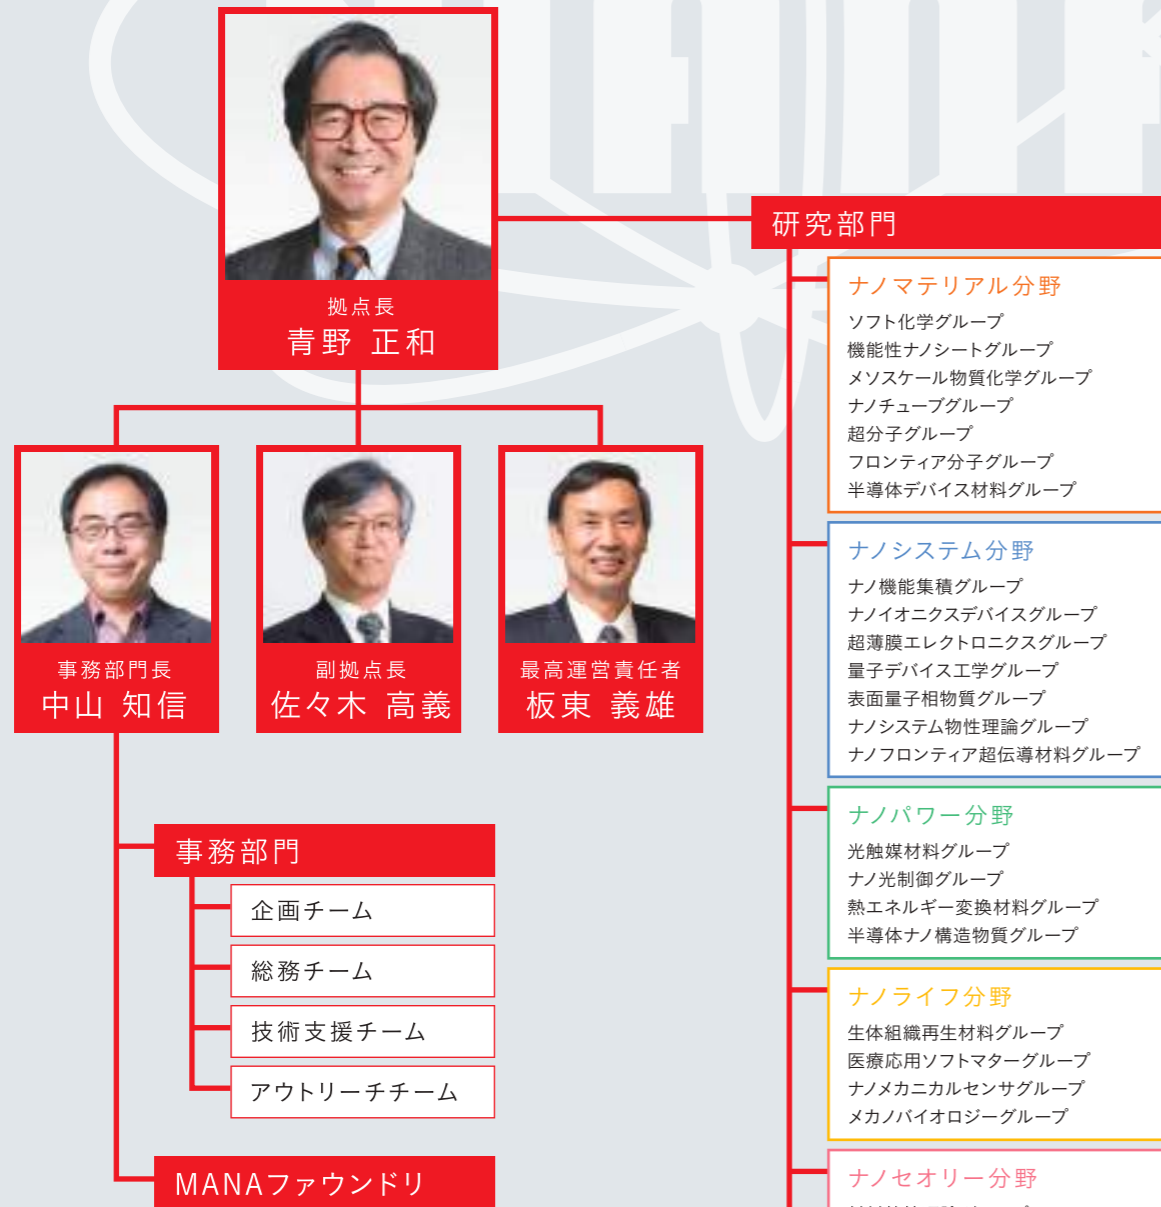 拠点長
青野 正和
事務部門長
中山 知信
副拠点長
佐々木 高義
最高運営責任者
板東 義雄
事務部門
企画チーム
総務チーム
技術支援チーム
アウトリーチチーム
MANAファウンドリ
研究部門
ナノマテリアル分野
ソフト化学グループ
機能性ナノシートグループ
メソスケール物質化学グループ
ナノチューブグループ
超分子グループ
フロンティア分子グループ
半導体デバイス材料グループ
ナノシステム分野
ナノ機能集積グループ
ナノイオニクスデバイスグループ
超薄膜エレクトロニクスグループ
量子デバイス工学グループ
表面量子相物質グループ
ナノシステム物性理論グループ
ナノフロンティア超伝導材料グループ
ナノパワー分野
光触媒材料グループ
ナノ光制御グループ
熱エネルギー変換材料グループ
半導体ナノ構造物質グループ
ナノライフ分野
生体組織再生材料グループ
医療応用ソフトマターグループ
ナノメカニカルセンサグループ
メカノバイオロジーグループ
ナノセオリー分野